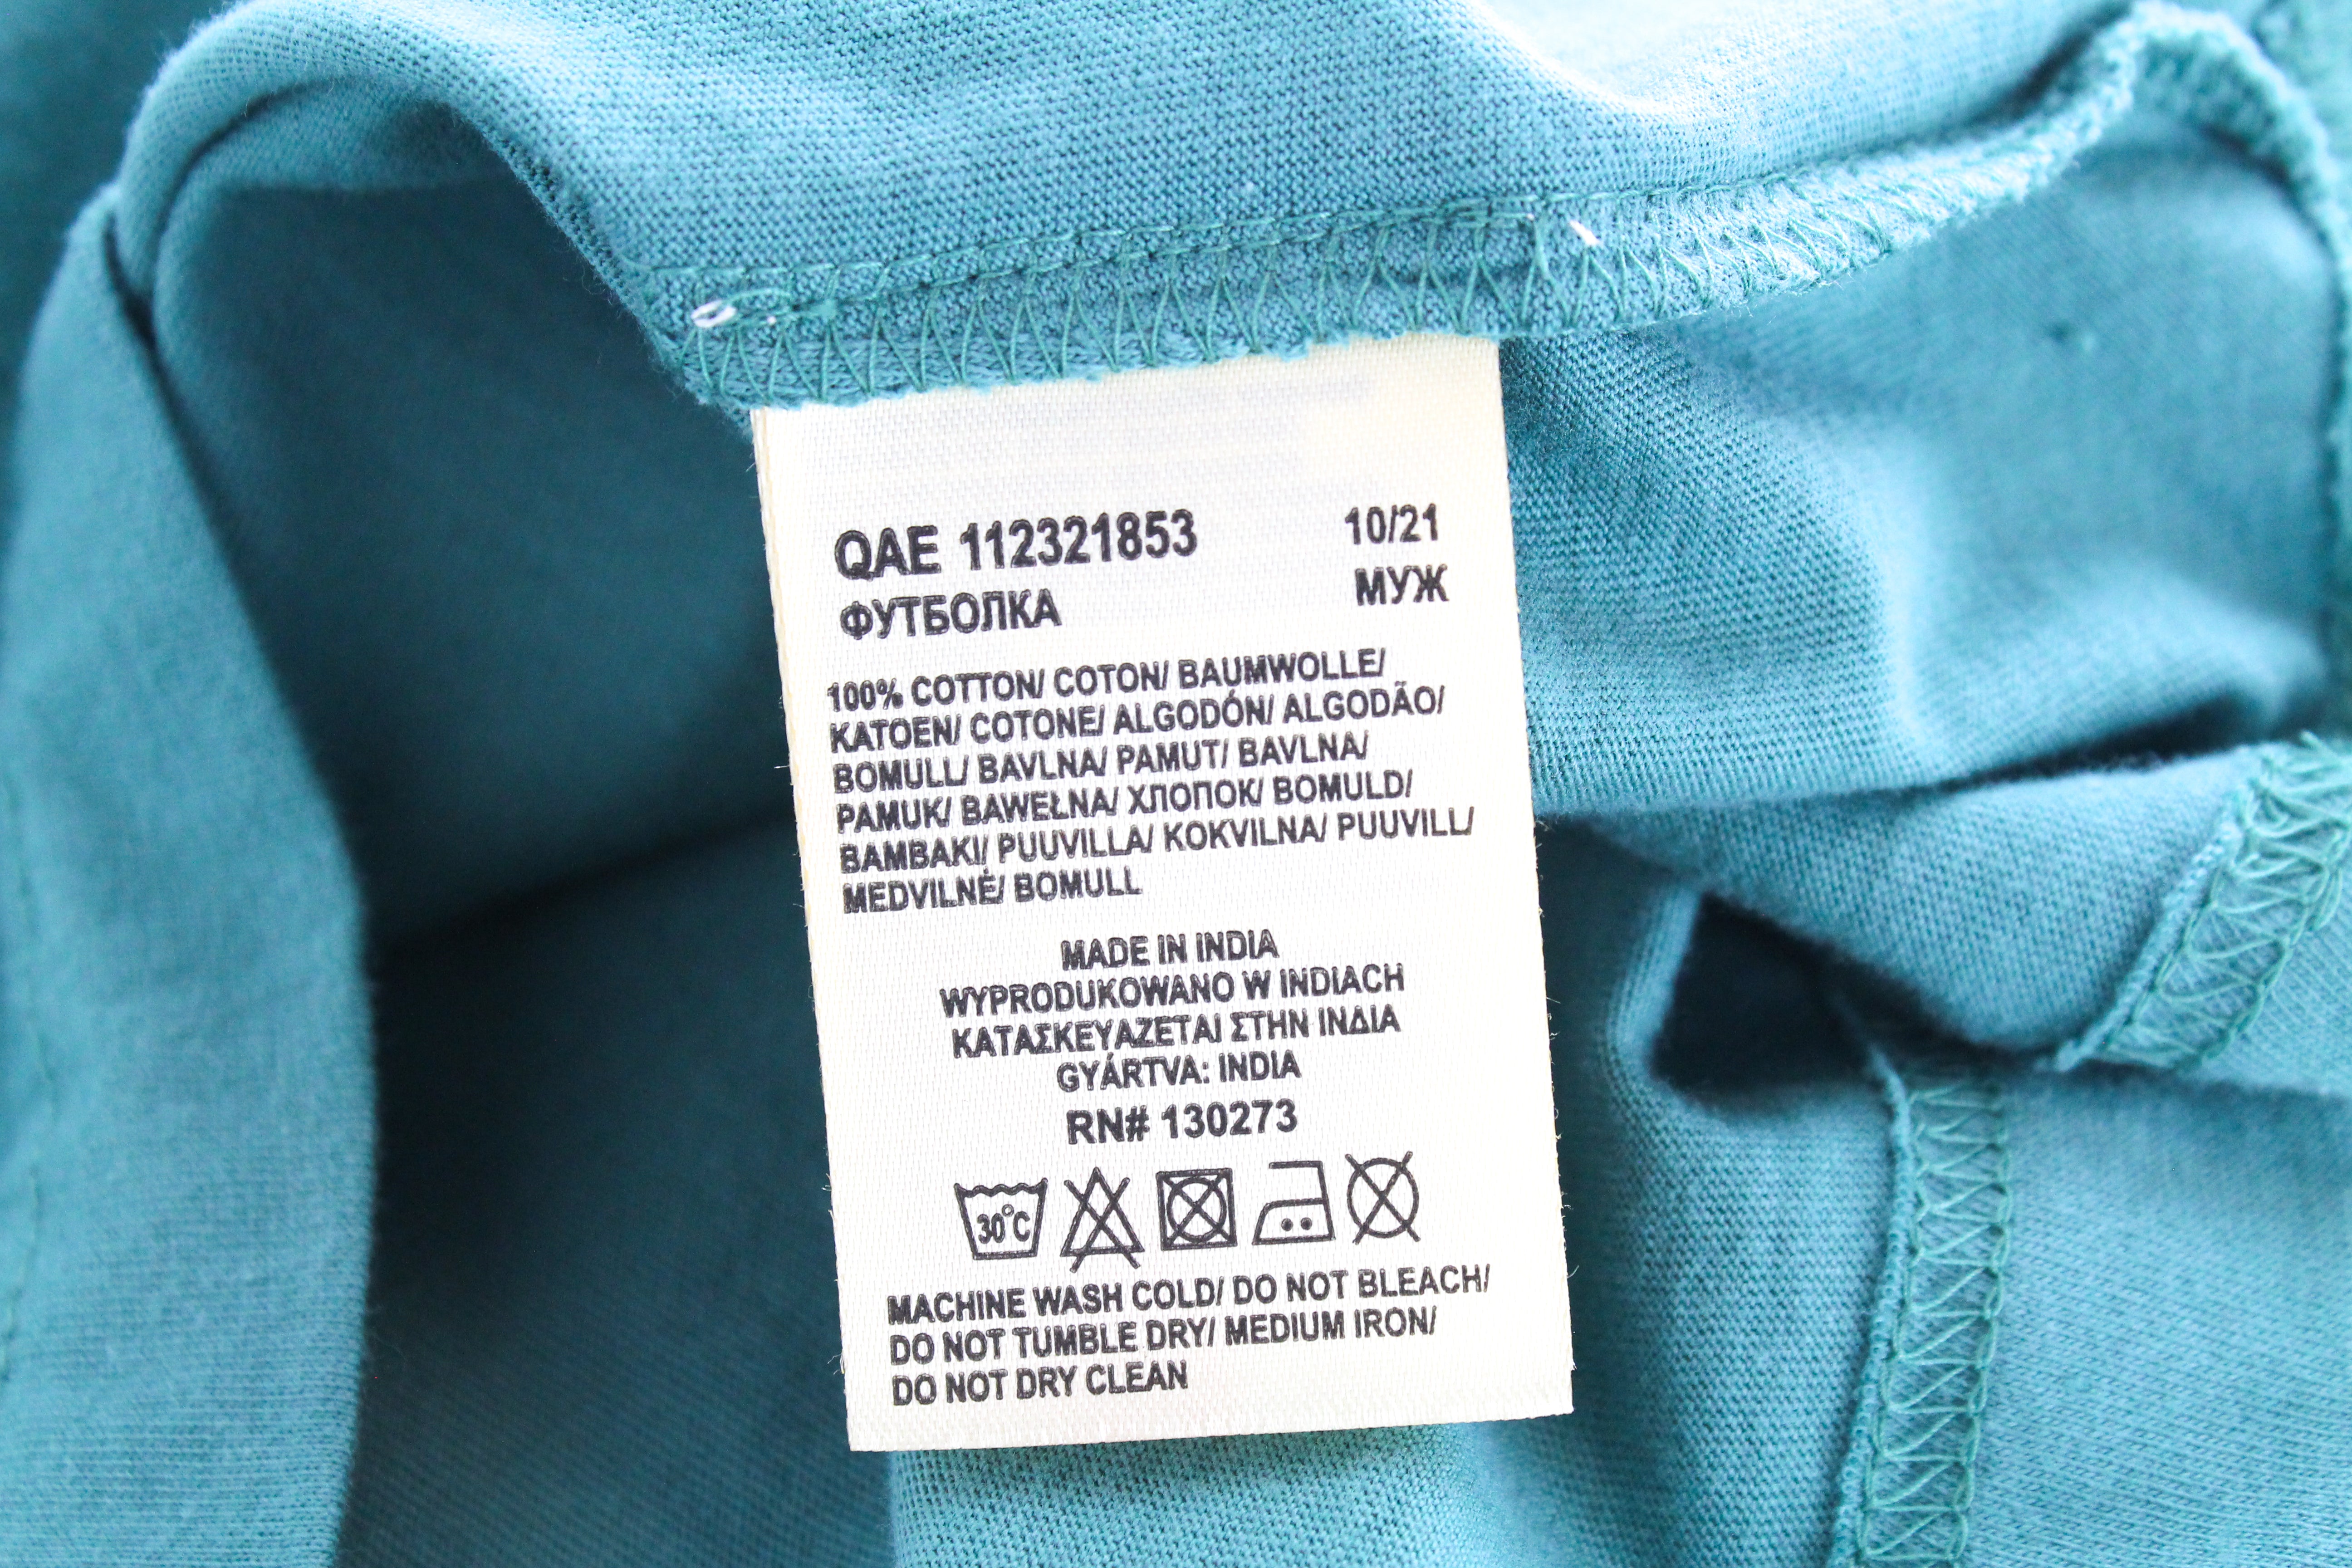 QAE 112321853 10/21
ФУТБОЛКА МУЖ
100% COTTON/ COTON/ BAUMWOLLE/
KATOEN/ COTONE/ ALGODÓN/ ALGODÃO/
BOMULL/ BAVLNA/ PAMUT/ BAVLNA/
PAMUK/ BAWEŁNA/ ХЛОПОК/ BOMULD/
BAMBAKI/ PUUVILLA/ KOKVILNA/ PUUVILL/
MEDVILNĖ/ BOMULL
MADE IN INDIA
WYPRODUKOWANO W INDIACH
ΚΑΤΑΣΚΕΥΑΖΕΤΑΙ ΣΤΗΝ ΙΝΔΙΑ
GYÁRTVA: INDIA
RN# 130273
30°C
MACHINE WASH COLD/ DO NOT BLEACH/
DO NOT TUMBLE DRY/ MEDIUM IRON/
DO NOT DRY CLEAN